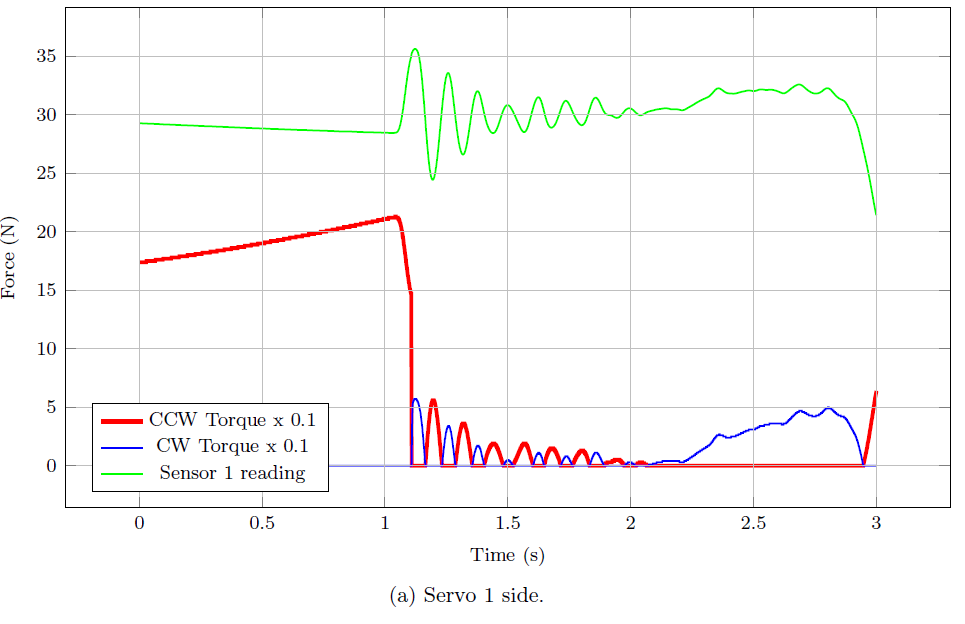 35
30
25
20
15
10
5
0
Force (N)
CCW Torque x 0.1
CW Torque x 0.1
Sensor 1 reading
0 0.5 1 1.5 2 2.5 3
Time (s)
(a) Servo 1 side.